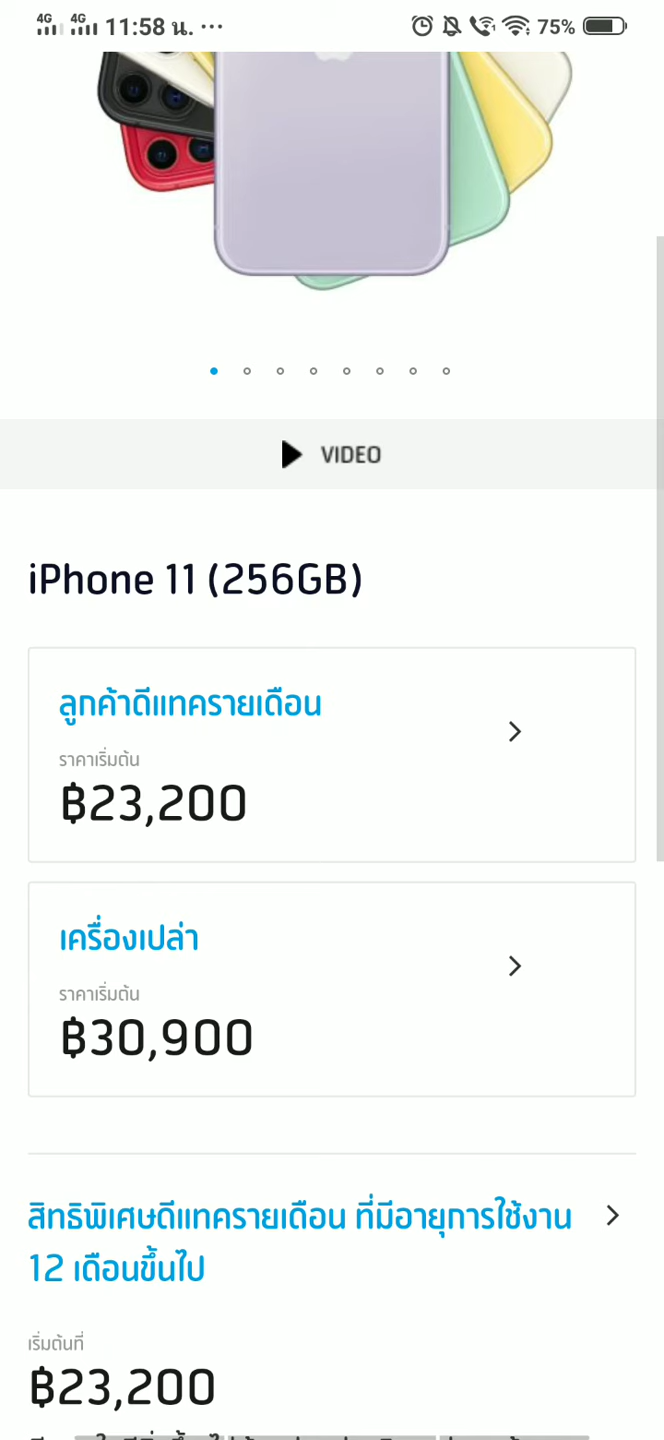 4G 4G 11:58 น. ... 75%
VIDEO
iPhone 11 (256GB)
ลูกค้าดีแทครายเดือน
ราคาเริ่มต้น
฿23,200
เครื่องเปล่า
ราคาเริ่มต้น
฿30,900
สิทธิพิเศษดีแทครายเดือน ที่มีอายุการใช้งาน
12 เดือนขึ้นไป
เริ่มต้นที่
฿23,200